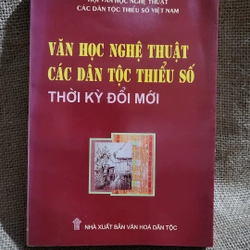 HỘI VĂN HỌC NGHỆ THUẬT
CÁC DÂN TỘC THIỂU SỐ VIỆT NAM
VĂN HỌC NGHỆ THUẬT
CÁC DÂN TỘC THIỂU SỐ
THỜI KỲ ĐỔI MỚI
NHÀ XUẤT BẢN VĂN HOÁ DÂN TỘC